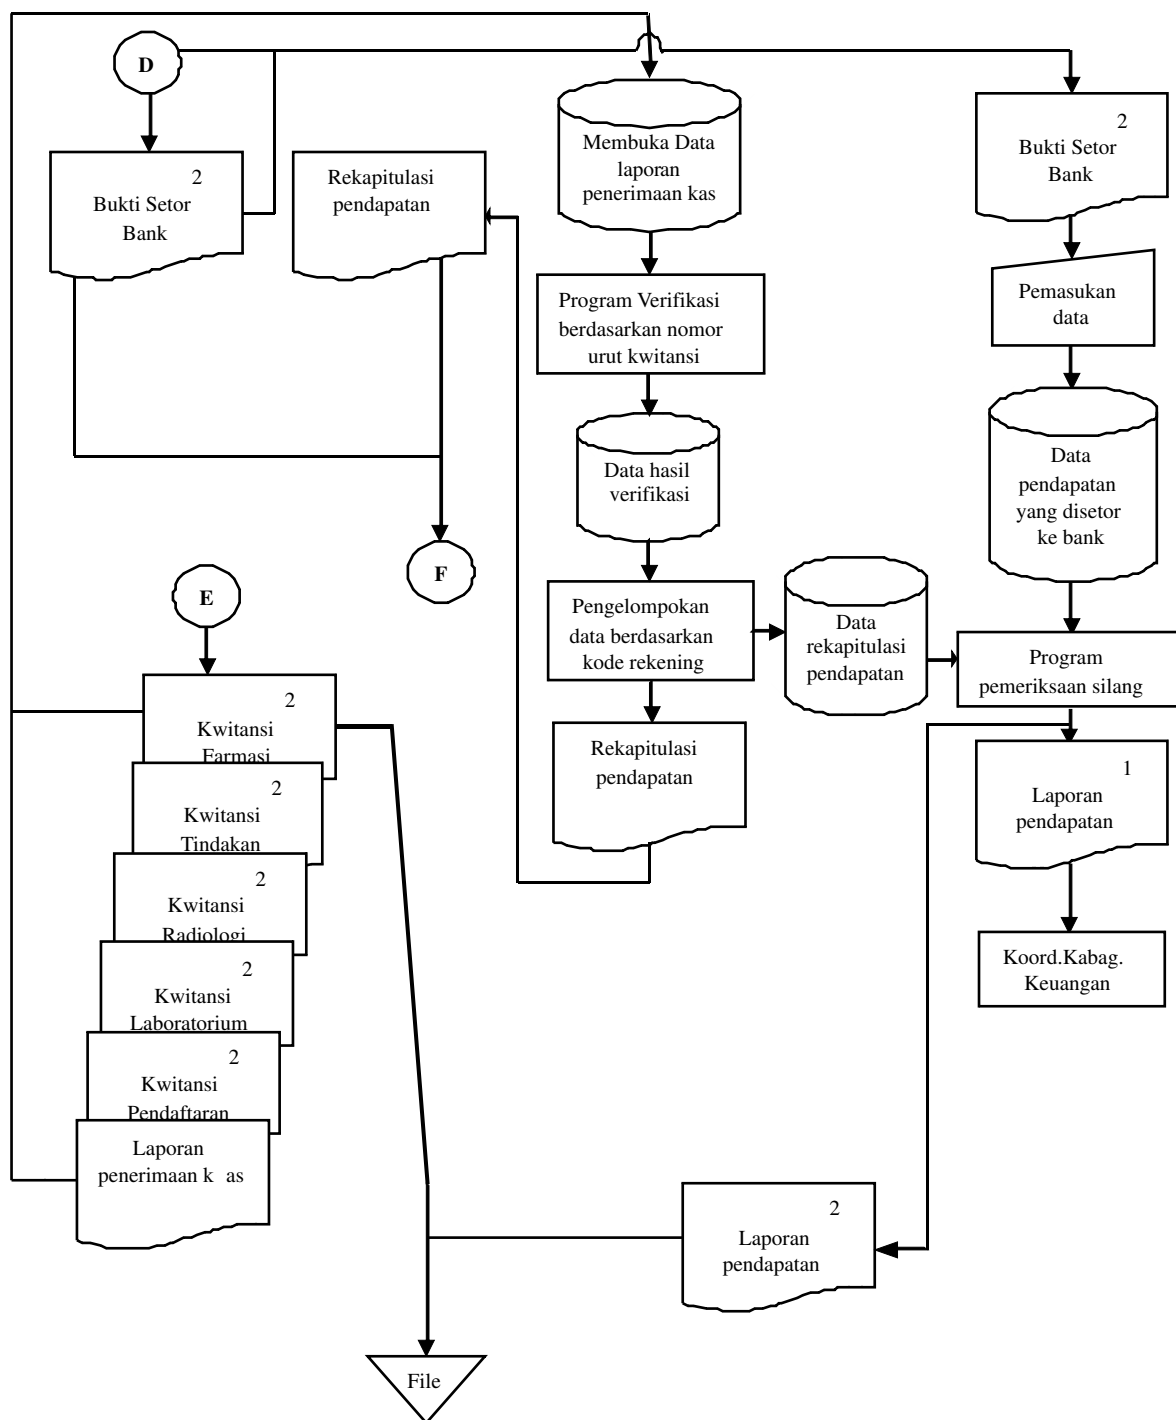 D
2
Bukti Setor
Bank
Rekapitulasi
pendapatan
Membuka Data
laporan
penerimaan kas
2
Bukti Setor
Bank
Program Verifikasi
berdasarkan nomor
urut kwitansi
Pemasukan
data
Data hasil
verifikasi
Data
pendapatan
yang disetor
ke bank
F
E
Pengelompokan
data berdasarkan
kode rekening
Data
rekapitulasi
pendapatan
Program
pemeriksaan silang
2
Kwitansi
Farmasi
2
Kwitansi
Tindakan
2
Kwitansi
Radiologi
2
Kwitansi
Laboratorium
2
Kwitansi
Pendaftaran
Laporan
penerimaan k as
Rekapitulasi
pendapatan
1
Laporan
pendapatan
Koord.Kabag.
Keuangan
2
Laporan
pendapatan
File